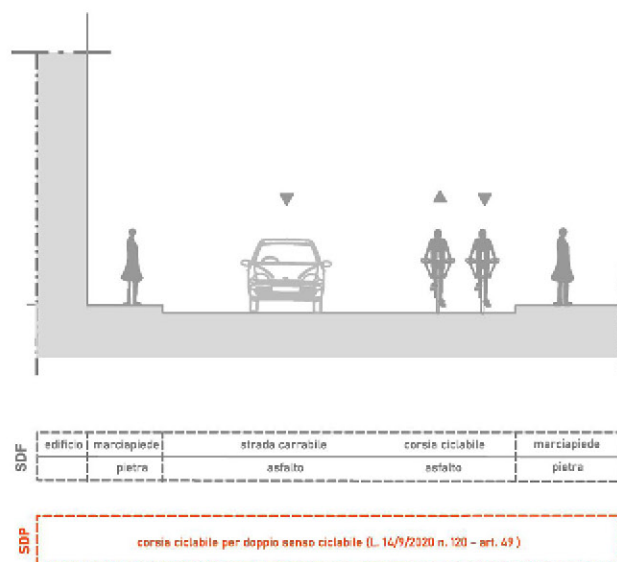 SDF
edificio marciapiede strada carrabile corsia ciclabile marciapiede
pietra asfalto asfalto pietra
SDP
corsia ciclabile per doppio senso ciclabile (L. 14/9/2020 n. 120 - art. 49 )